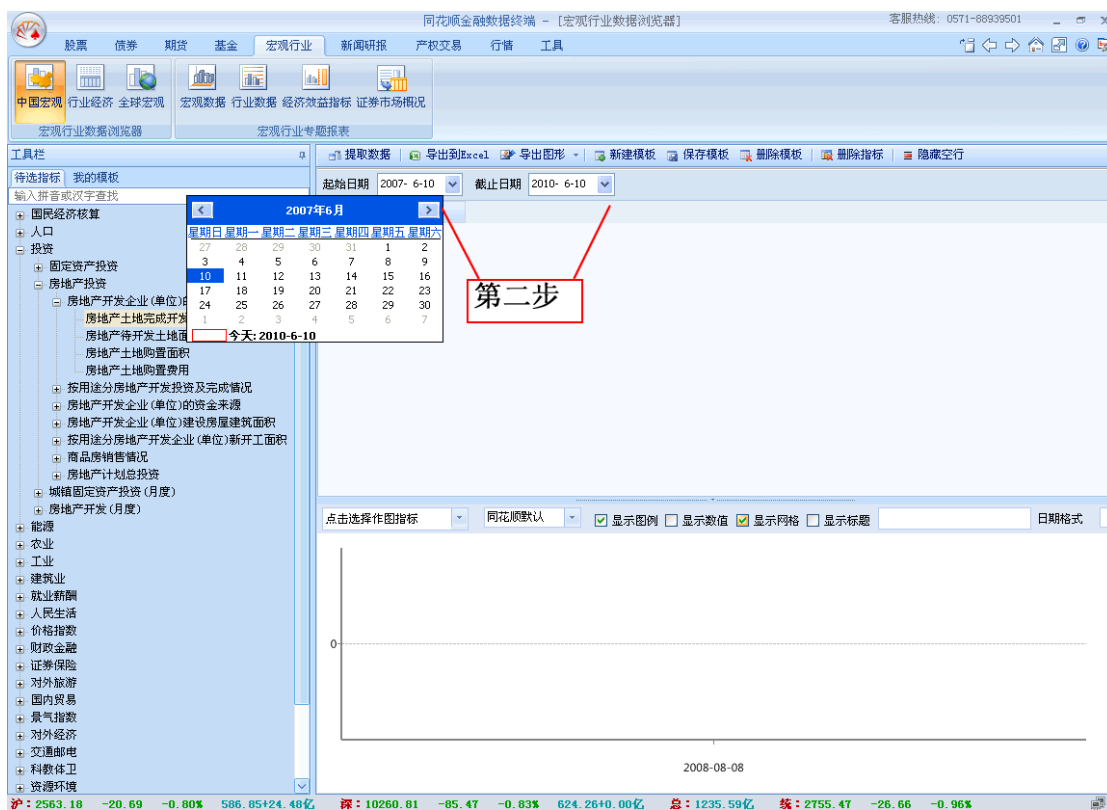 同花顺金融数据终端 - [宏观行业数据浏览器]
客服热线: 0571-88939501
股票 债券 期货 基金 宏观行业 新闻研报 产权交易 行情 工具
中国宏观 行业经济 全球宏观 宏观数据 行业数据 经济效益指标 证券市场概况
宏观行业数据浏览器 宏观行业专题报表
工具栏
提取数据 导出到Excel 导出图形 新建模板 保存模板 删除模板 删除指标 隐藏空行
待选指标 我的模板
起始日期 2007- 6-10 截止日期 2010- 6-10
输入拼音或汉字查找
2007年6月
星期日 星期一 星期二 星期三 星期四 星期五 星期六
27 28 29 30 31 1 2
3 4 5 6 7 8 9
10 11 12 13 14 15 16
17 18 19 20 21 22 23
24 25 26 27 28 29 30
1 2 3 4 5 6 7
今天: 2010-6-10
第二步
国民经济核算
人口
投资
固定资产投资
房地产投资
房地产开发企业(单位)的
房地产土地完成开发
房地产待开发土地面
房地产土地购置面积
房地产土地购置费用
按用途分房地产开发投资及完成情况
房地产开发企业(单位)的资金来源
房地产开发企业(单位)建设房屋建筑面积
按用途分房地产开发企业(单位)新开工面积
商品房销售情况
房地产计划总投资
城镇固定资产投资(月度)
房地产开发(月度)
能源
农业
工业
建筑业
就业薪酬
人民生活
价格指数
财政金融
证券保险
对外旅游
国内贸易
景气指数
对外经济
交通邮电
科教体卫
资源环境
点击选择作图指标 同花顺默认 显示图例 显示数值 显示网格 显示标题 日期格式
0
2008-08-08
沪:2563.18 -20.69 -0.80% 586.85+24.48亿 深:10260.81 -85.47 -0.83% 624.26+0.00亿 总:1235.59亿 统:2755.47 -26.66 -0.96%